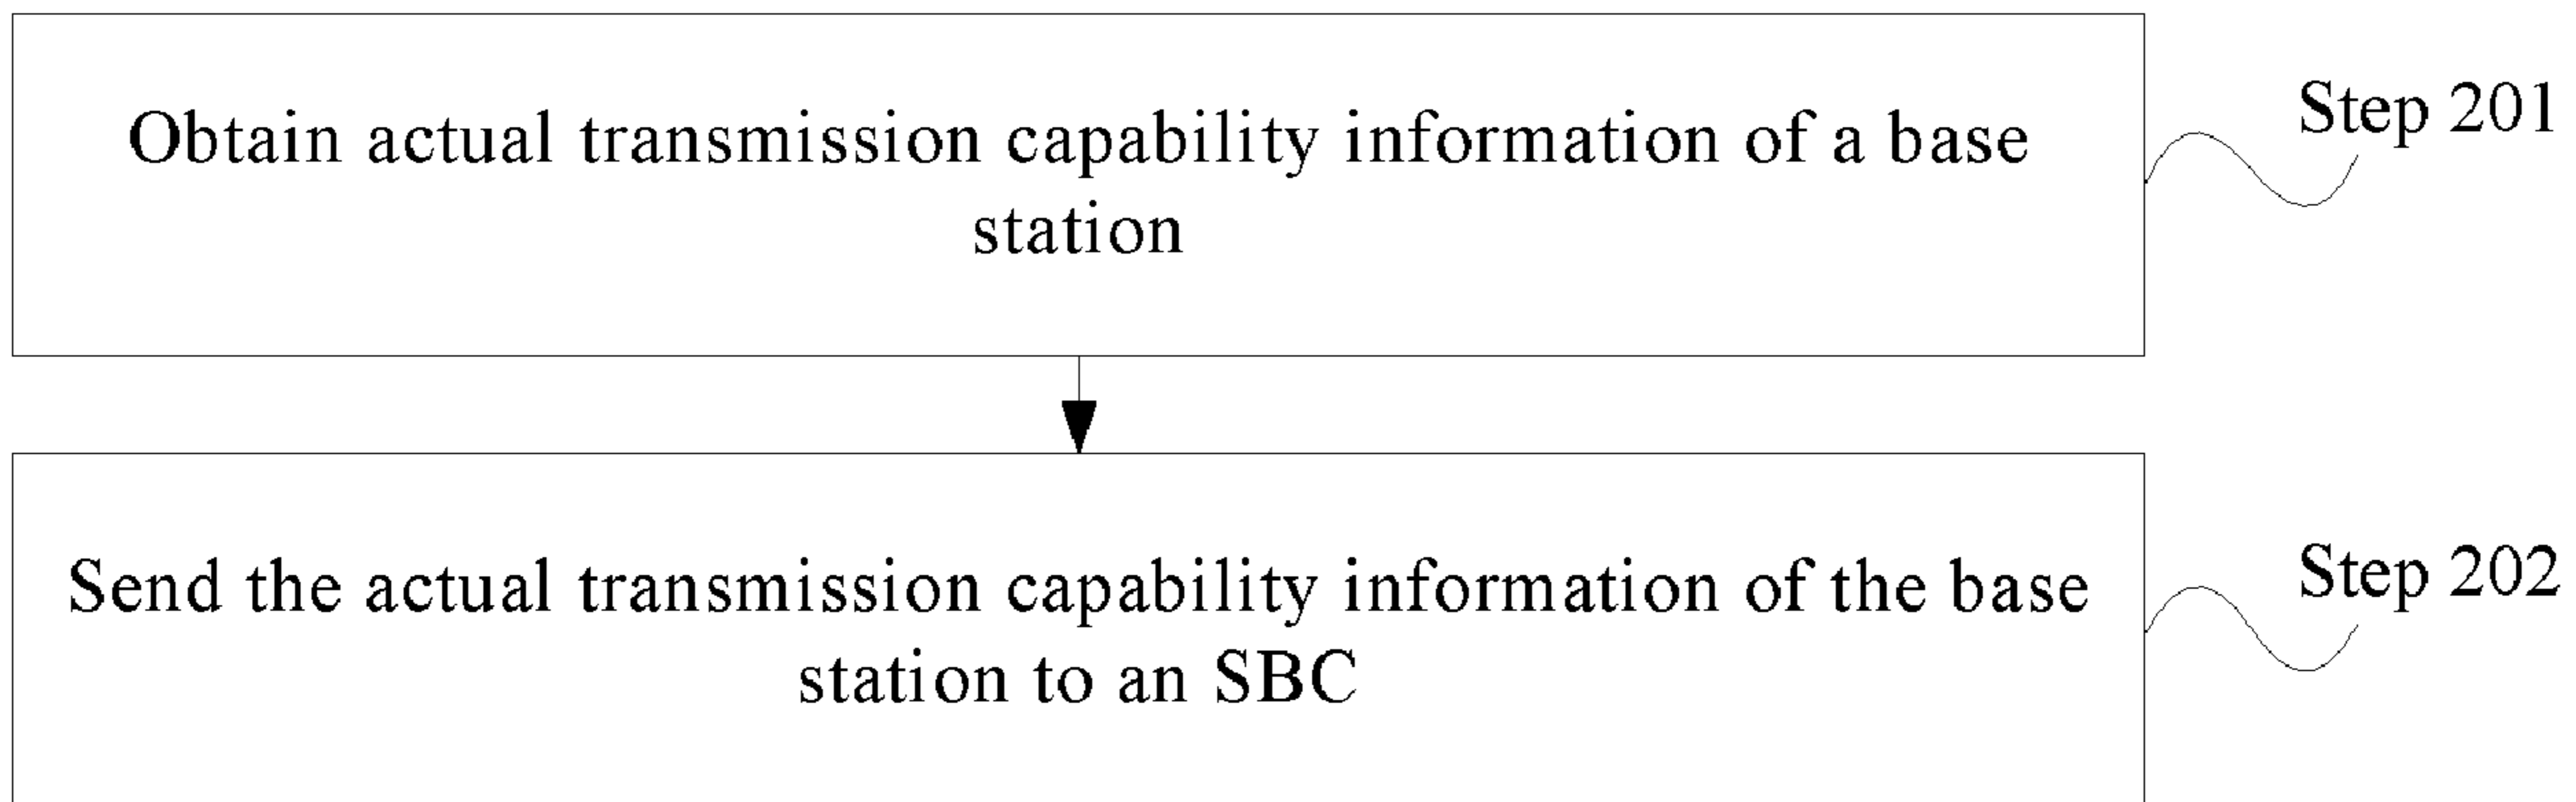 Obtain actual transmission capability information of a base
station
Step 201
Send the actual transmission capability information of the base
station to an SBC
Step 202